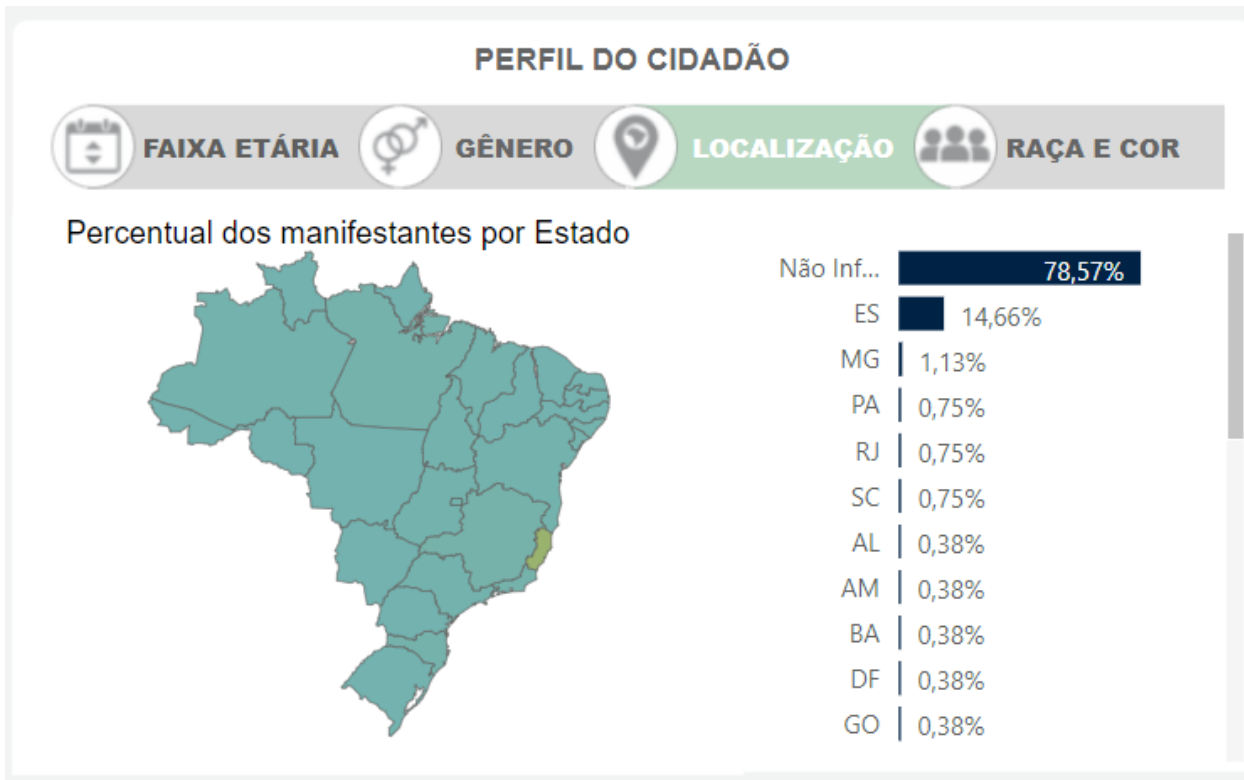 PERFIL DO CIDADÃO
FAIXA ETÁRIA
GÊNERO
LOCALIZAÇÃO
RAÇA E COR
Percentual dos manifestantes por Estado
Não Inf... 78,57%
ES 14,66%
MG 1,13%
PA 0,75%
RJ 0,75%
SC 0,75%
AL 0,38%
AM 0,38%
BA 0,38%
DF 0,38%
GO 0,38%